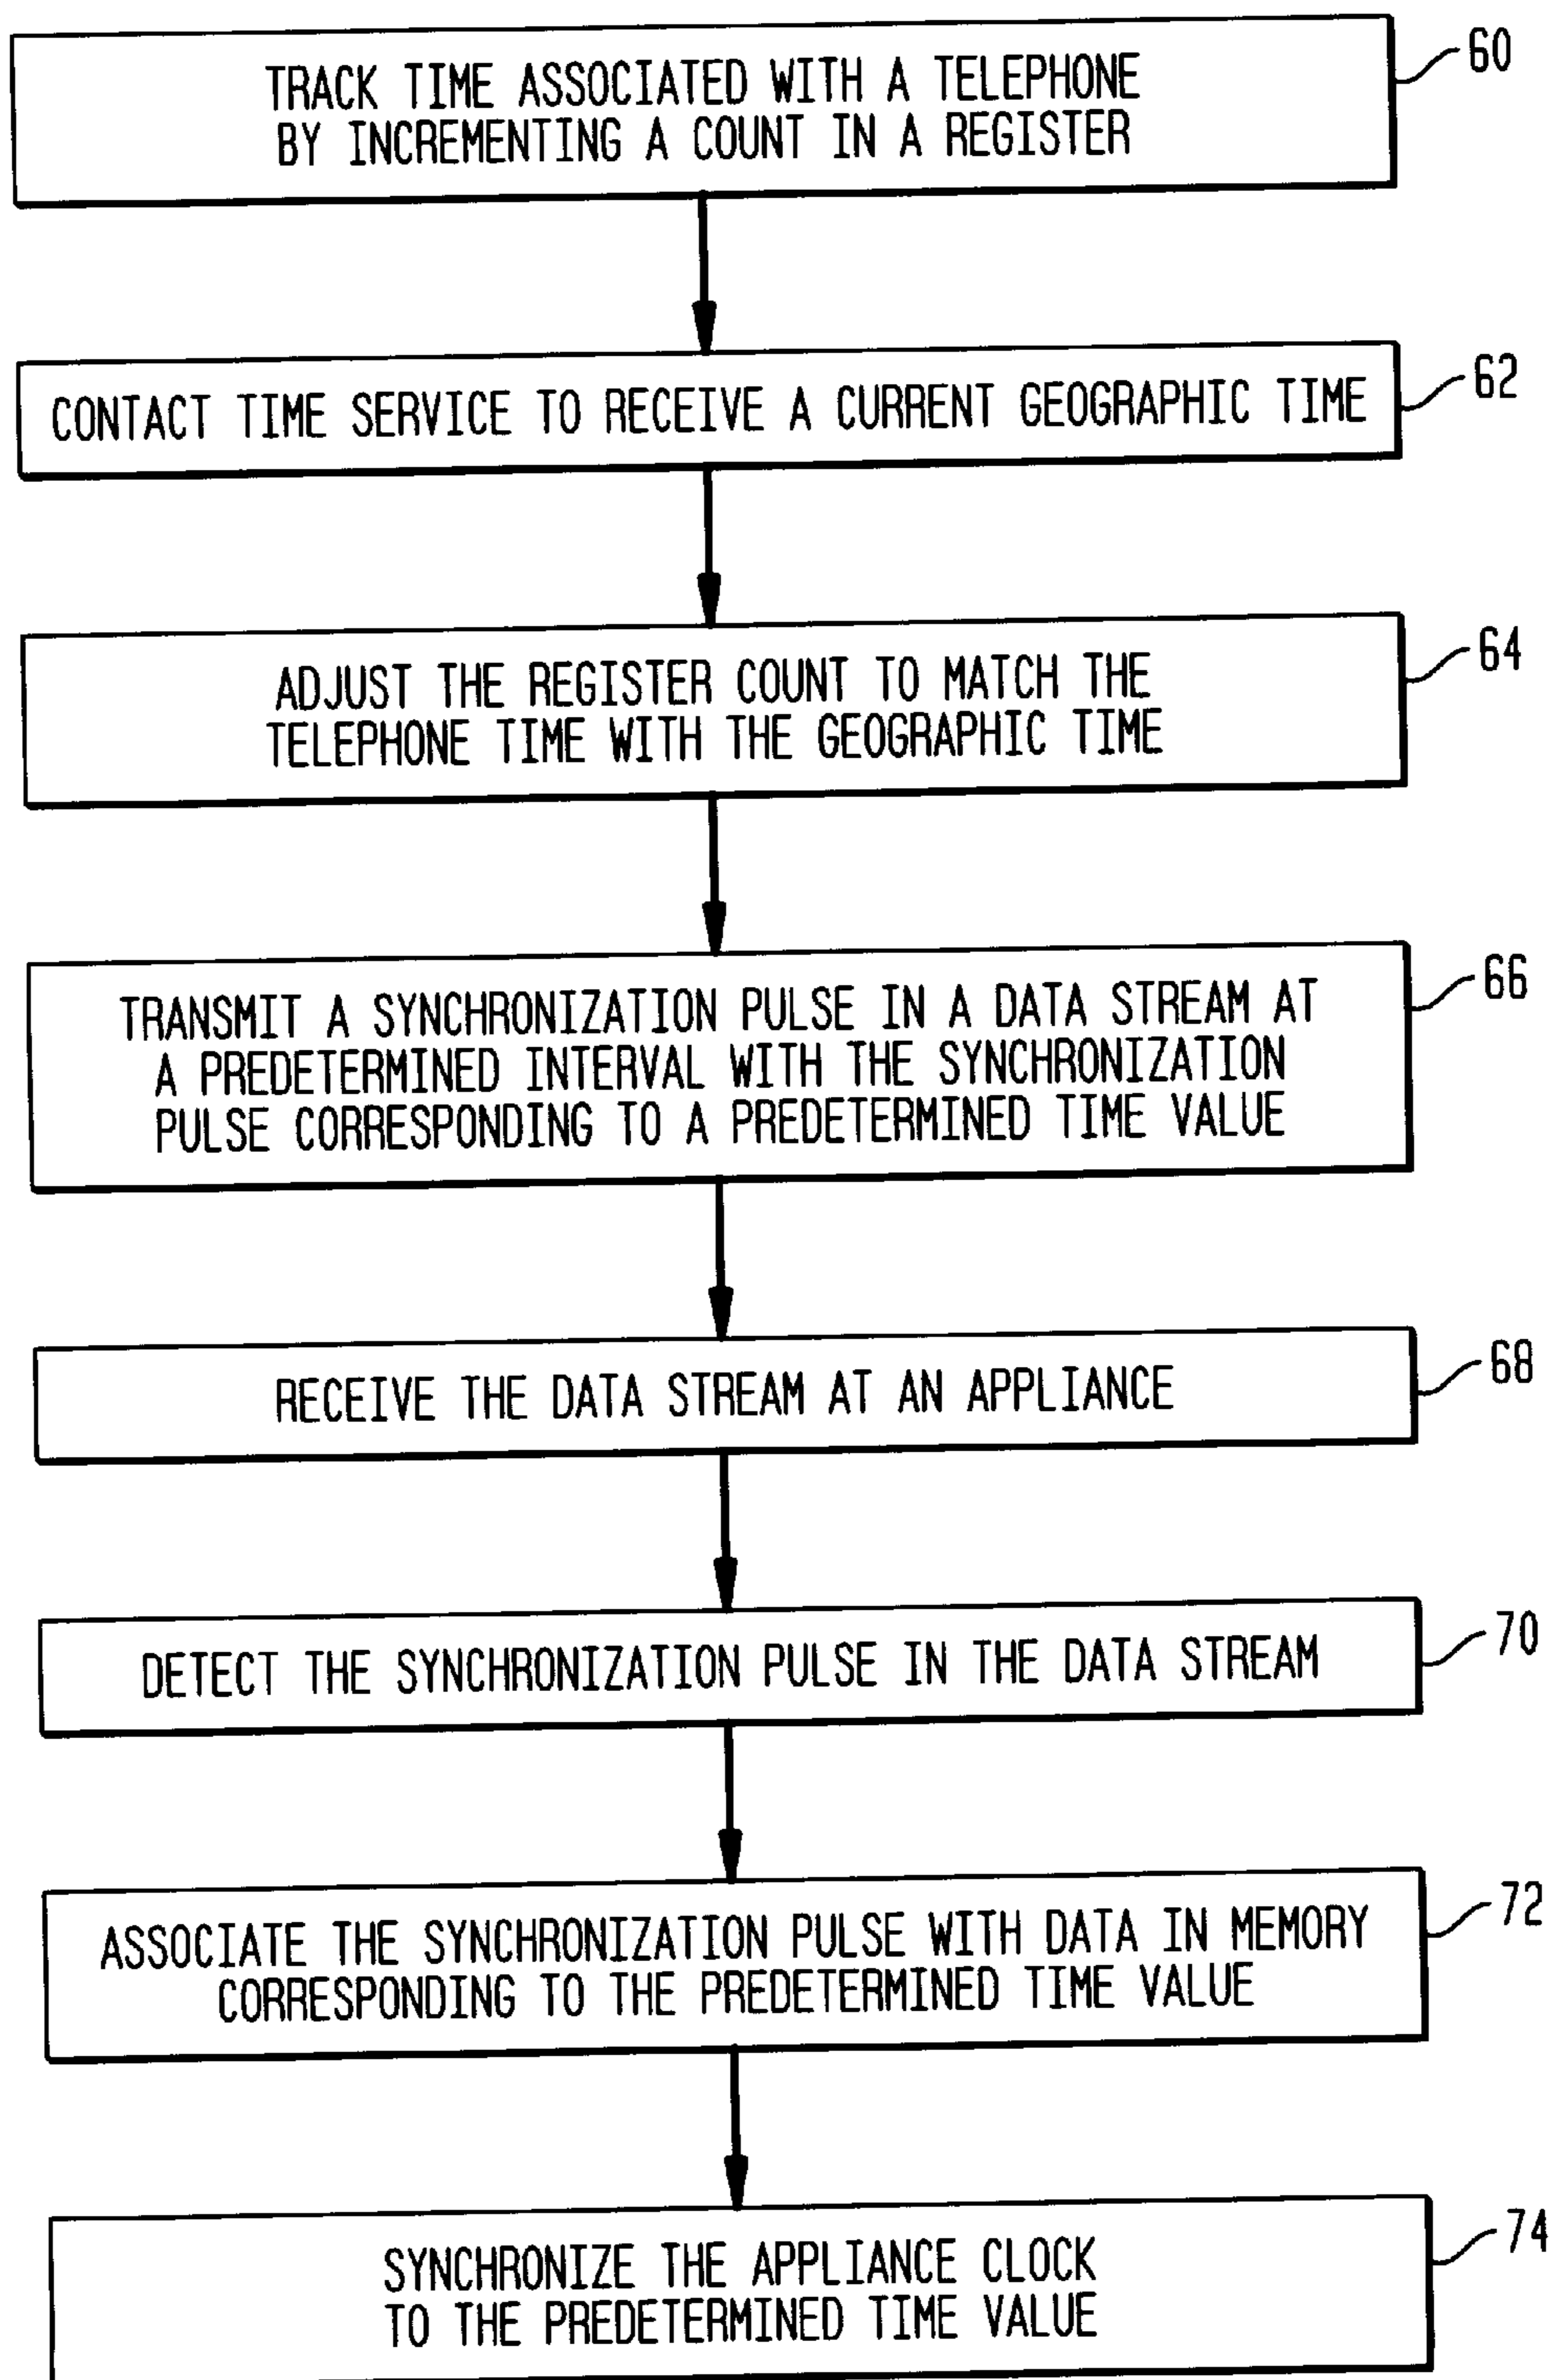 TRACK TIME ASSOCIATED WITH A TELEPHONE
BY INCREMENTING A COUNT IN A REGISTER
60
CONTACT TIME SERVICE TO RECEIVE A CURRENT GEOGRAPHIC TIME
62
ADJUST THE REGISTER COUNT TO MATCH THE
TELEPHONE TIME WITH THE GEOGRAPHIC TIME
64
TRANSMIT A SYNCHRONIZATION PULSE IN A DATA STREAM AT
A PREDETERMINED INTERVAL WITH THE SYNCHRONIZATION
PULSE CORRESPONDING TO A PREDETERMINED TIME VALUE
66
RECEIVE THE DATA STREAM AT AN APPLIANCE
68
DETECT THE SYNCHRONIZATION PULSE IN THE DATA STREAM
70
ASSOCIATE THE SYNCHRONIZATION PULSE WITH DATA IN MEMORY
CORRESPONDING TO THE PREDETERMINED TIME VALUE
72
SYNCHRONIZE THE APPLIANCE CLOCK
TO THE PREDETERMINED TIME VALUE
74